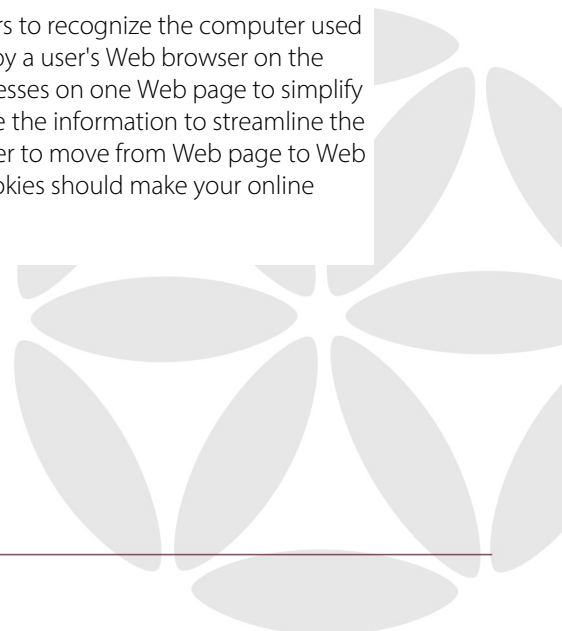 rs to recognize the computer used
by a user's Web browser on the
esses on one Web page to simplify
e the information to streamline the
er to move from Web page to Web
okies should make your online